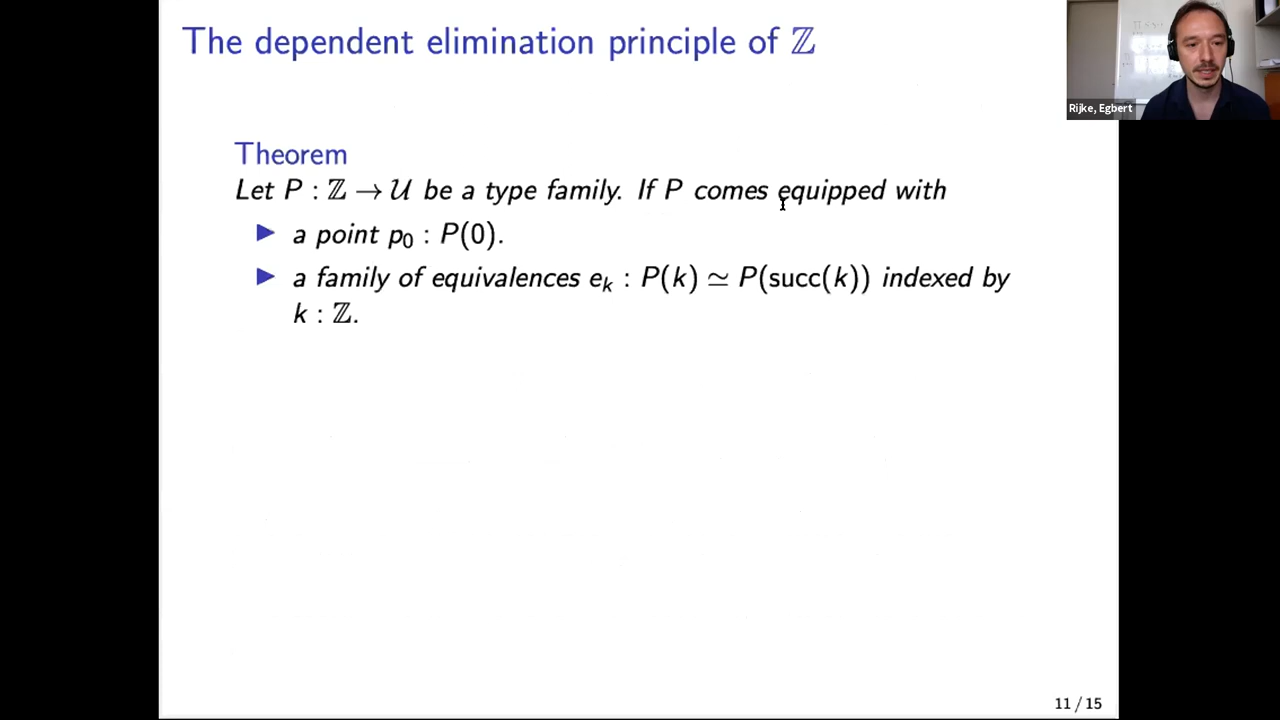 The dependent elimination principle of ℤ
Rijke, Egbert
Theorem
Let P : ℤ → 𝒰 be a type family. If P comes equipped with
▶ a point p₀ : P(0).
▶ a family of equivalences eₖ : P(k) ≃ P(succ(k)) indexed by
k : ℤ.
11 / 15